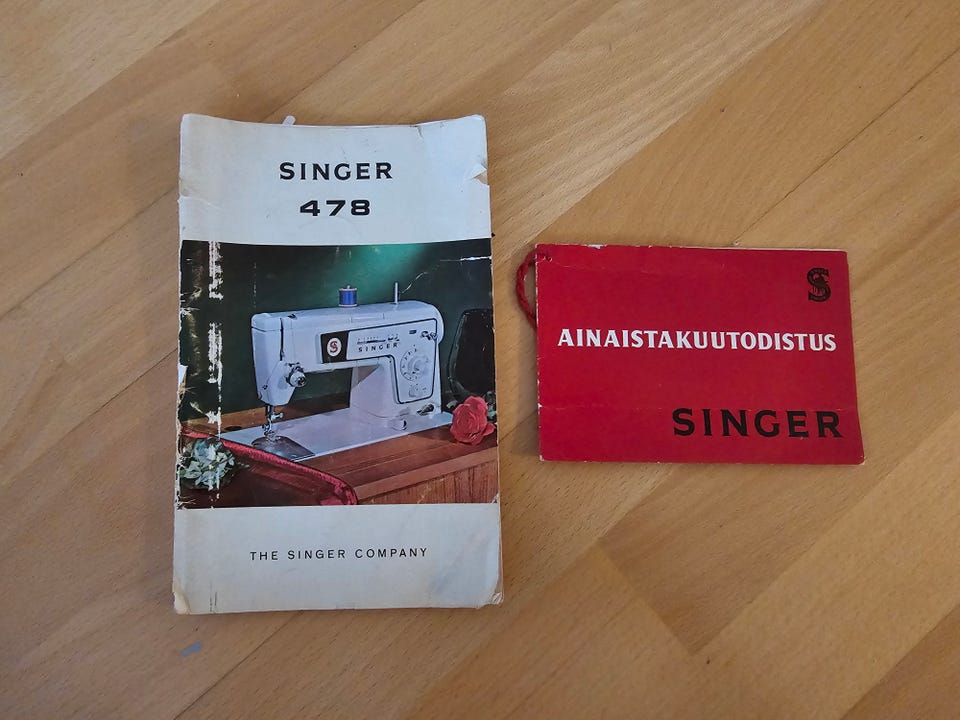 SINGER
478
SINGER
THE SINGER COMPANY
AINAISTAKUUTODISTUS
SINGER